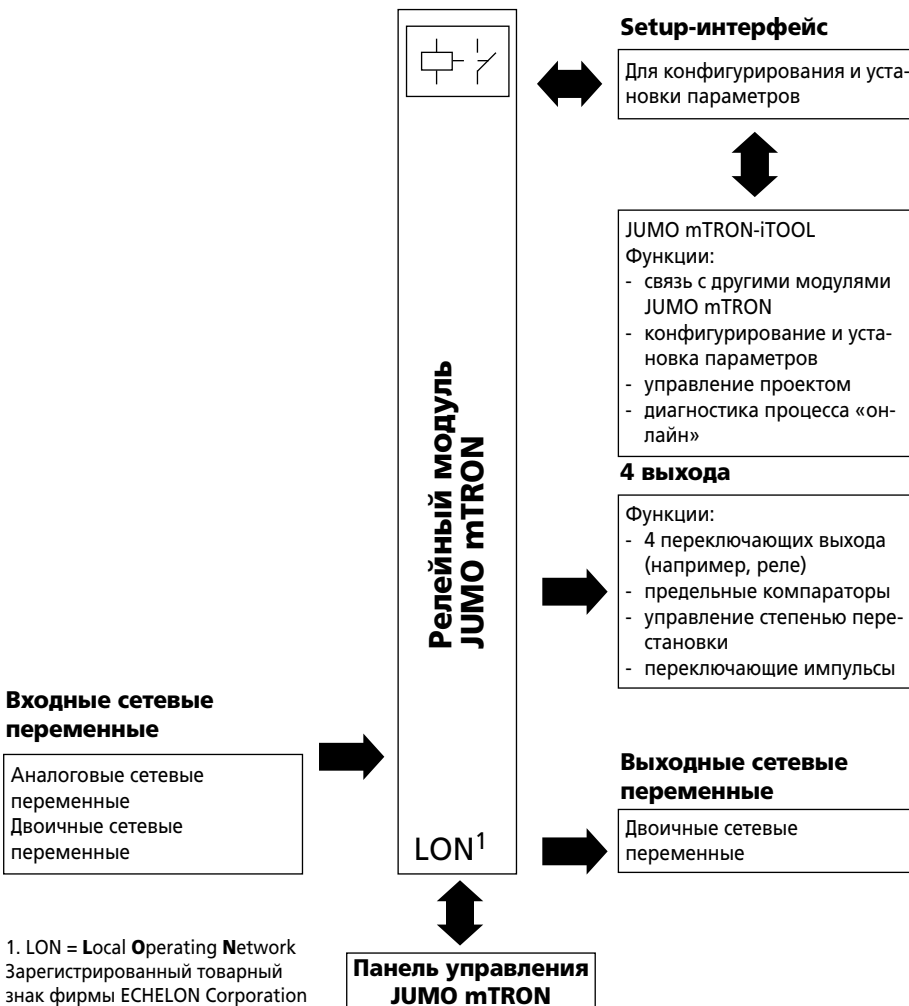 Setup-интерфейс
Для конфигурирования и уста-
новки параметров
JUMO mTRON-iTOOL
Функции:
- связь с другими модулями
JUMO mTRON
- конфигурирование и уста-
новка параметров
- управление проектом
- диагностика процесса «он-
лайн»
4 выхода
Функции:
- 4 переключающих выхода
(например, реле)
- предельные компараторы
- управление степенью пере-
становки
- переключающие импульсы
Релейный модуль
JUMO mTRON
Входные сетевые
переменные
Аналоговые сетевые
переменные
Двоичные сетевые
переменные
LON¹
Выходные сетевые
переменные
Двоичные сетевые
переменные
1. LON = Local Operating Network
Зарегистрированный товарный
знак фирмы ECHELON Corporation
Панель управления
JUMO mTRON